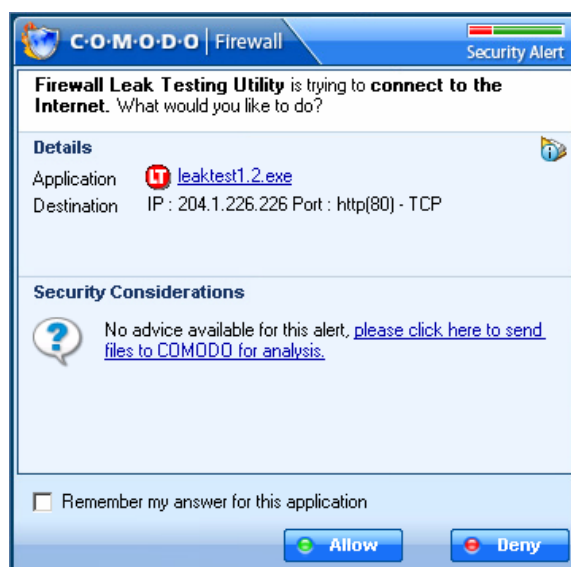 C·O·M·O·D·O | Firewall
Security Alert
Firewall Leak Testing Utility is trying to connect to the
Internet. What would you like to do?
Details
Application LT leaktest1.2.exe
Destination IP : 204.1.226.226 Port : http(80) - TCP
Security Considerations
No advice available for this alert, please click here to send
files to COMODO for analysis.
Remember my answer for this application
Allow Deny